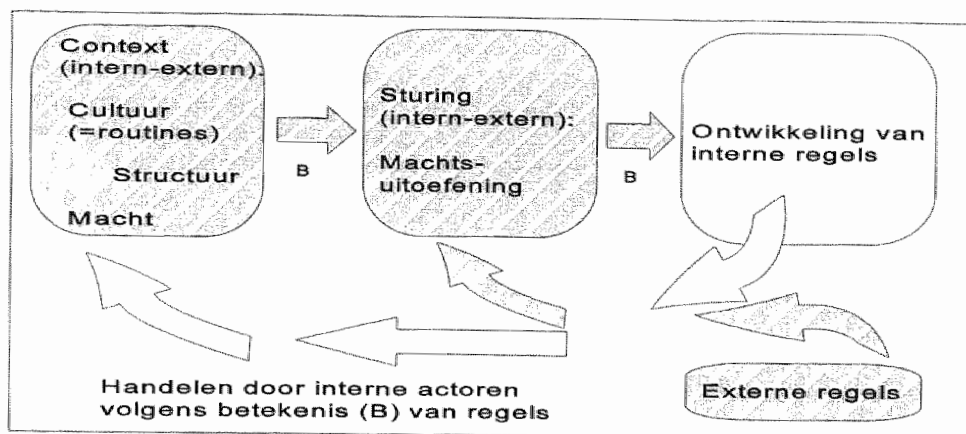 Context
(intern-extern):
Cultuur
(=routines)
Structuur
Macht
B
Sturing
(intern-extern):
Machts-
uitoefening
B
Ontwikkeling van
interne regels
Handelen door interne actoren
volgens betekenis (B) van regels
Externe regels